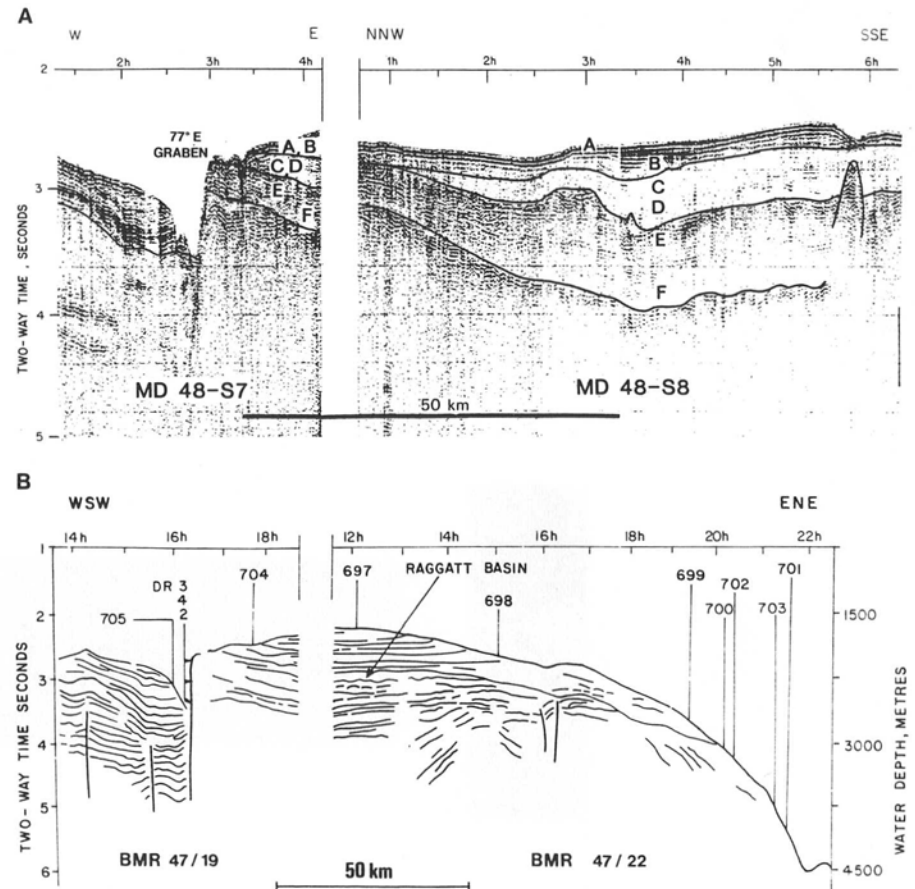 A
W E NNW SSE
2h 3h 4h 1h 2h 3h 4h 5h 6h
2
3
4
5
TWO-WAY TIME, SECONDS
77° E
GRABEN
A, B
C D
E
F
A
B
C
D
E
F
MD 48-S7 MD 48-S8
50 km
B
WSW ENE
14h 16h 18h 12h 14h 16h 18h 20h 22h
1
2
3
4
5
6
TWO-WAY TIME SECONDS
DR 3
4
2
705
704
697
RAGGATT BASIN
698
699
702
700
701
703
1500
3000
4500
WATER DEPTH, METRES
BMR 47/19 BMR 47/22
50 km